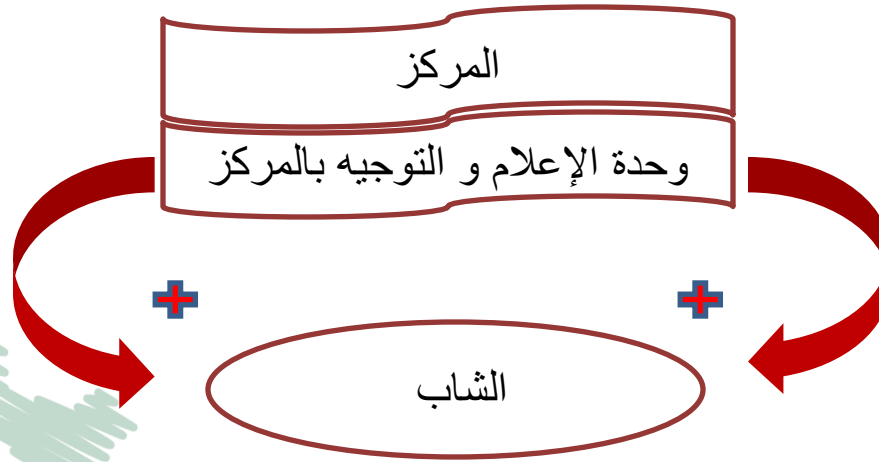 المركز
وحدة الإعلام و التوجيه بالمركز
الشاب